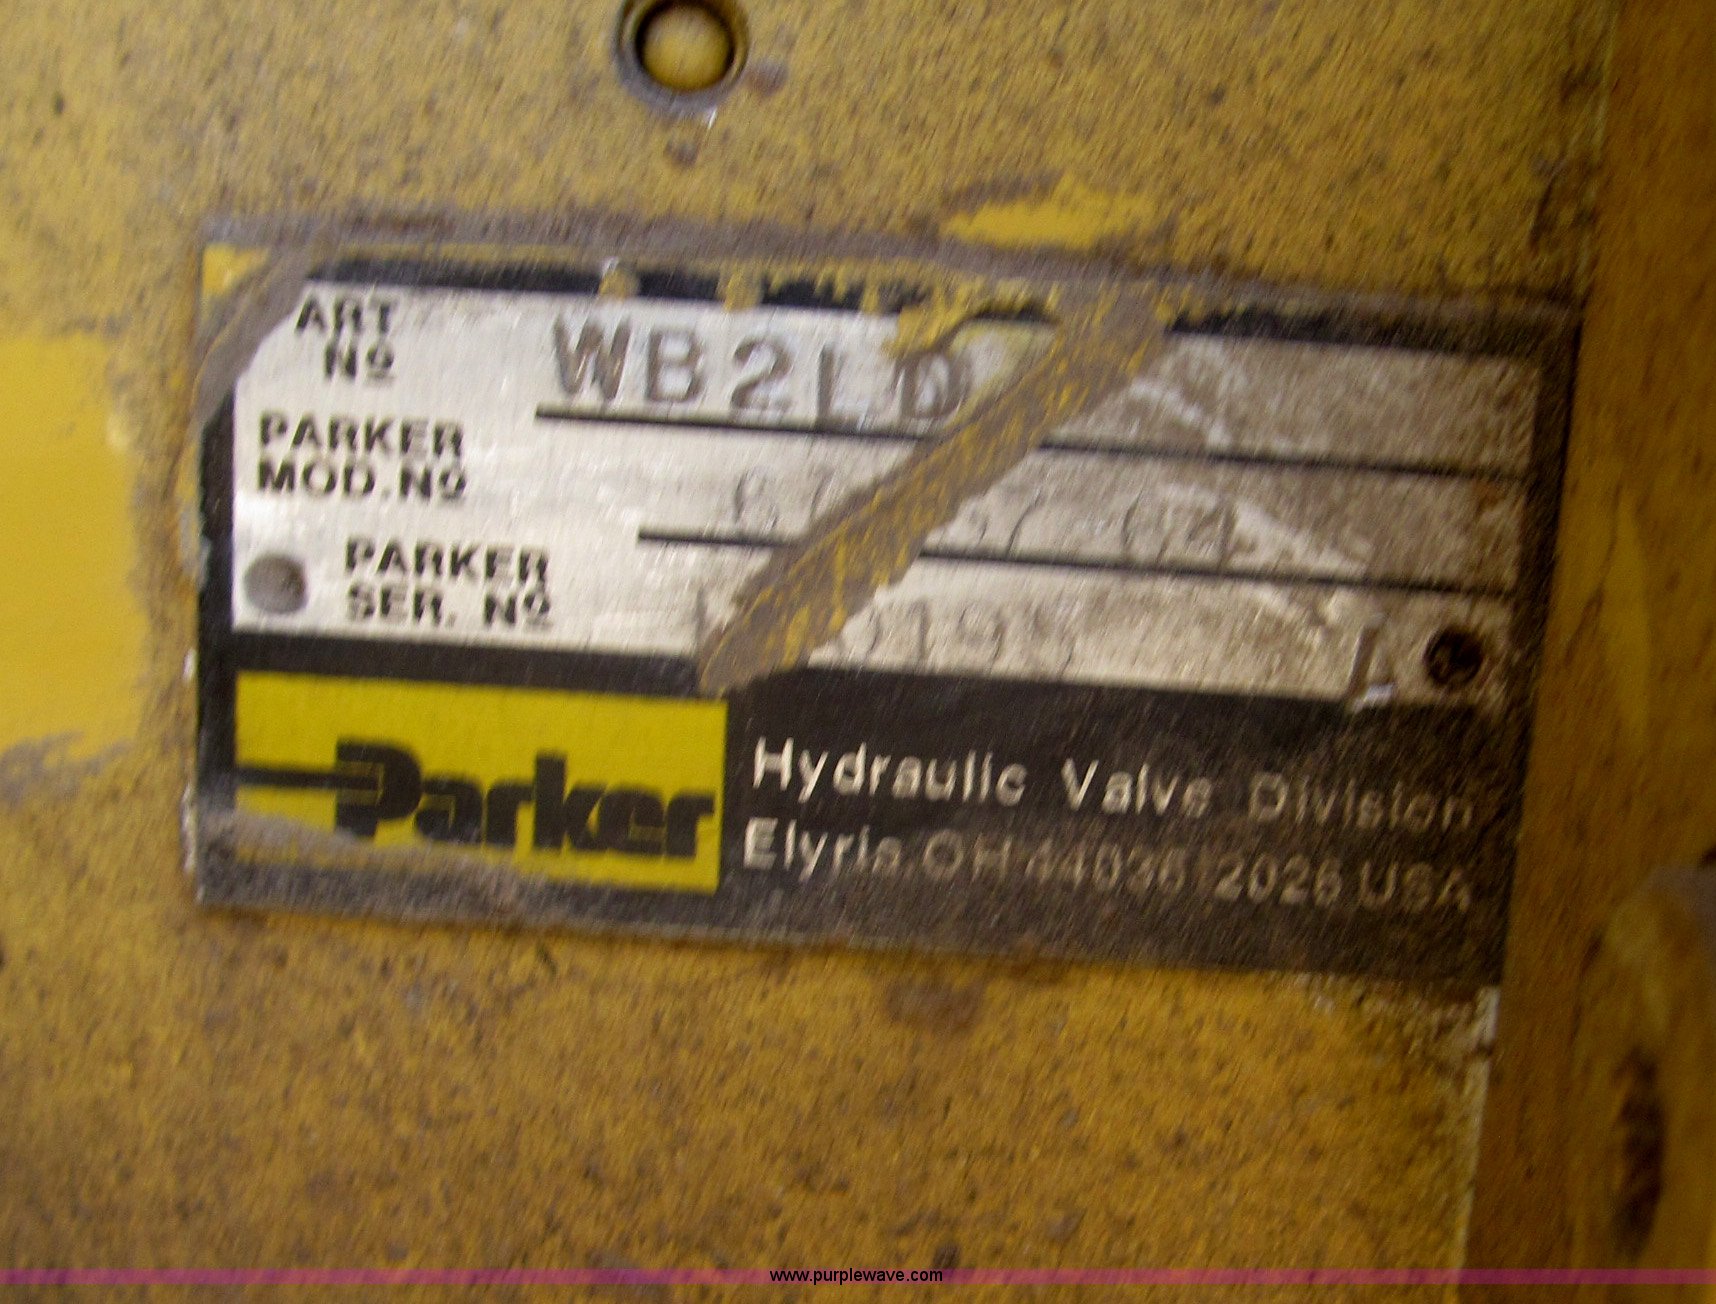 ART
Nº
WB2LD
PARKER
MOD.Nº
PARKER
SER. Nº
Parker
Hydraulic Valve Division
Elyria, OH 44036/2026 USA
www.purplewave.com